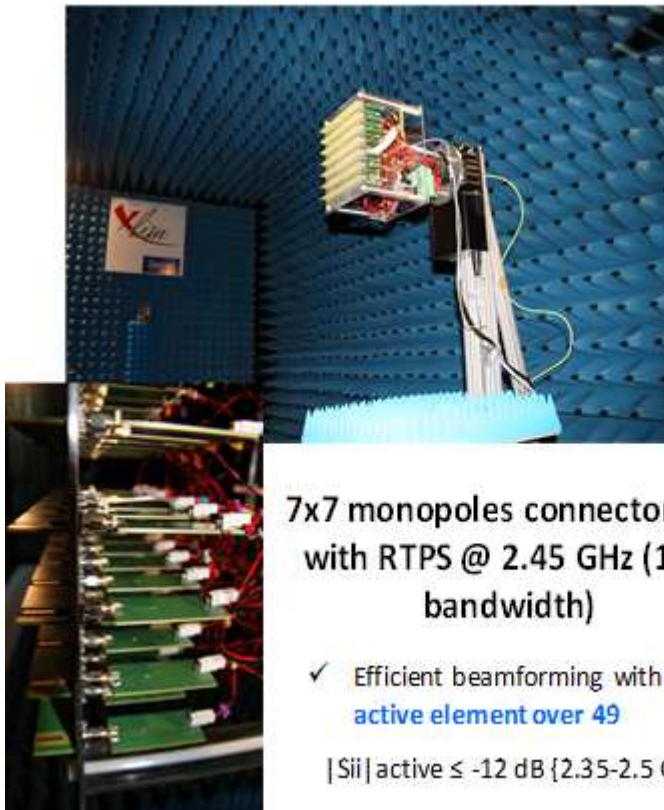 Xlim
7x7 monopoles connector
with RTPS @ 2.45 GHz (1
bandwidth)
✓ Efficient beamforming with
active element over 49
|Sii|active ≤ -12 dB {2.35-2.5 G